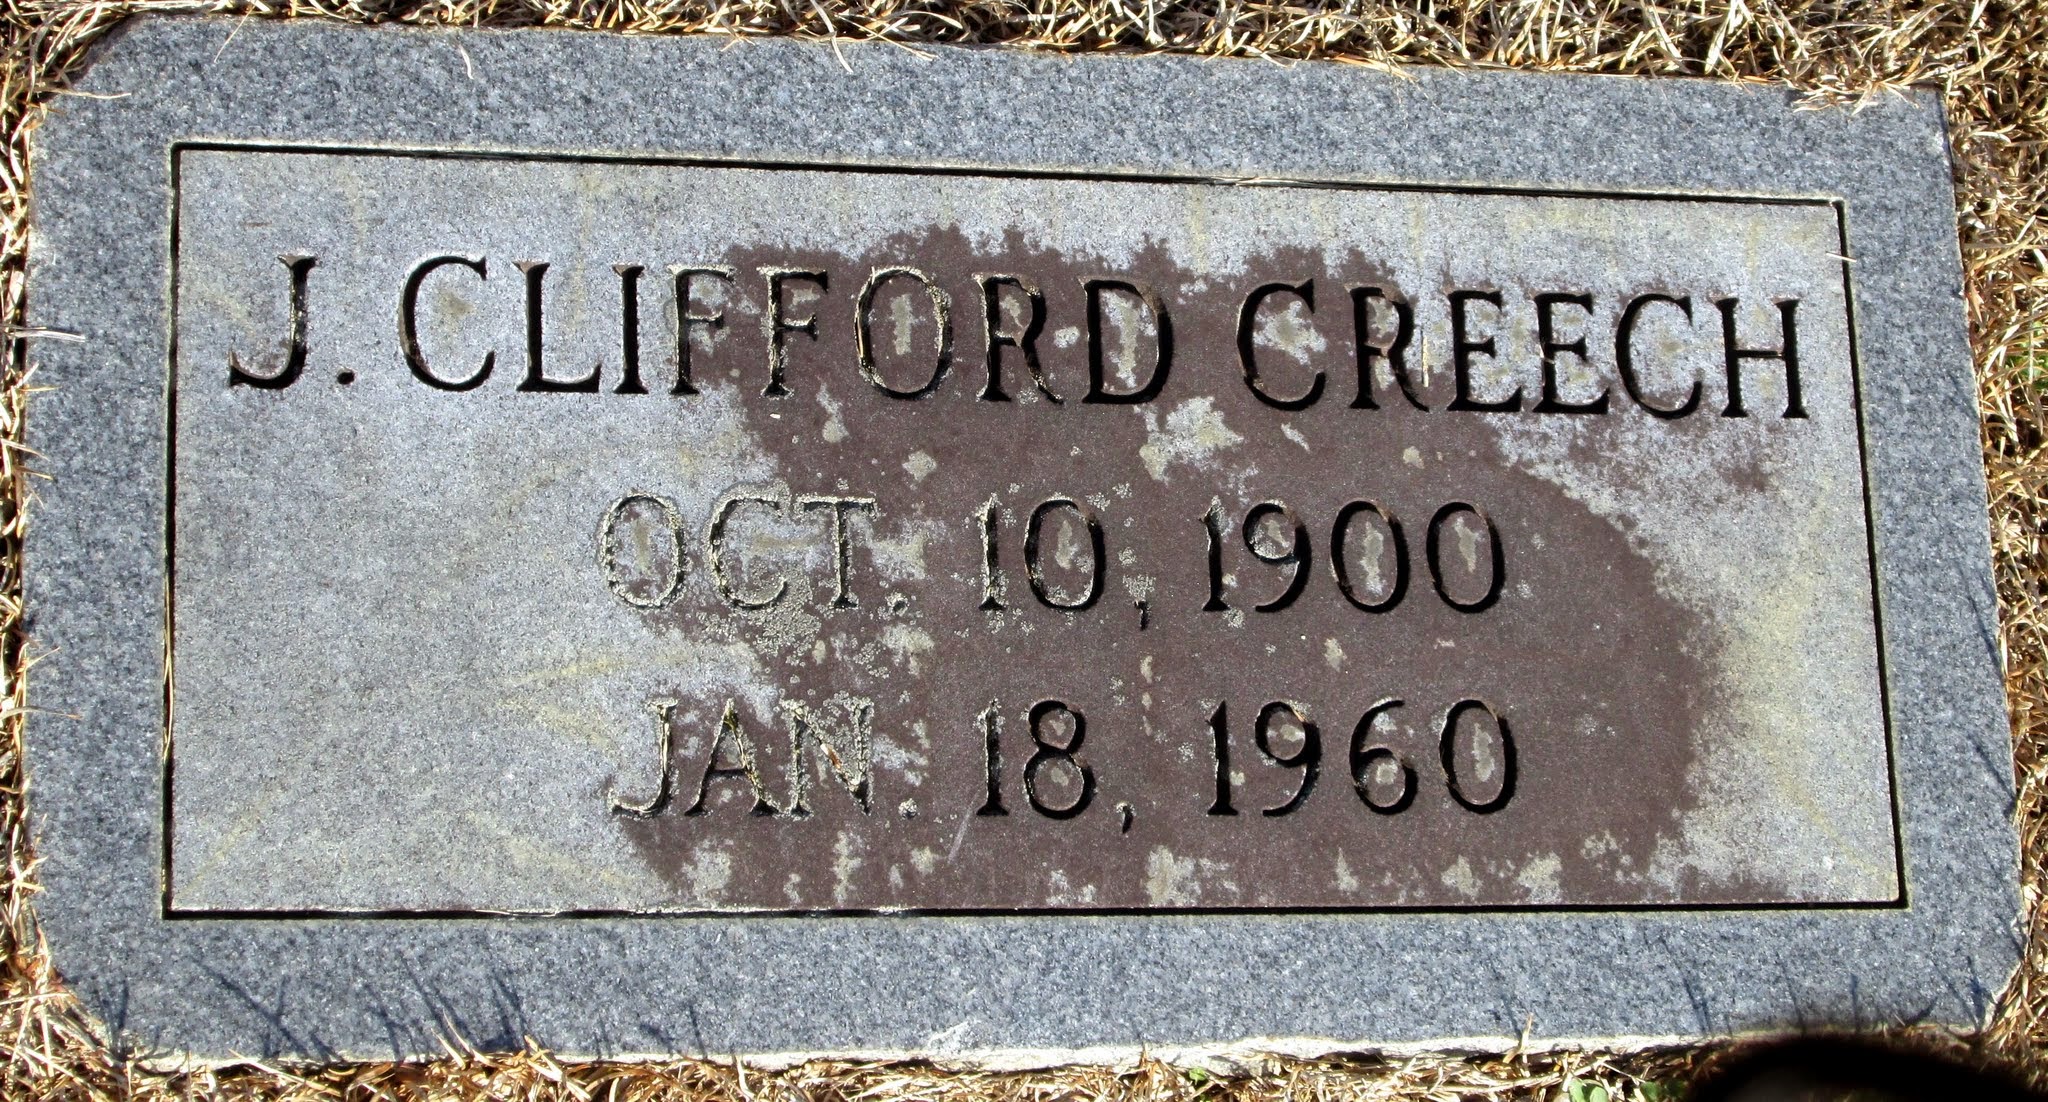 J. CLIFFORD CREECH
OCT. 10, 1900
JAN. 18, 1960